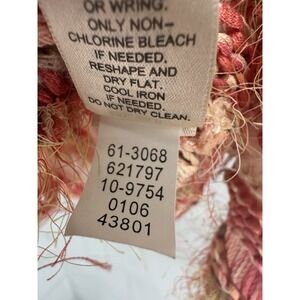 OR WRING.
ONLY NON-
CHLORINE BLEACH
IF NEEDED.
RESHAPE AND
DRY FLAT.
COOL IRON
IF NEEDED.
DO NOT DRY CLEAN.
61-3068
621797
10-9754
0106
43801